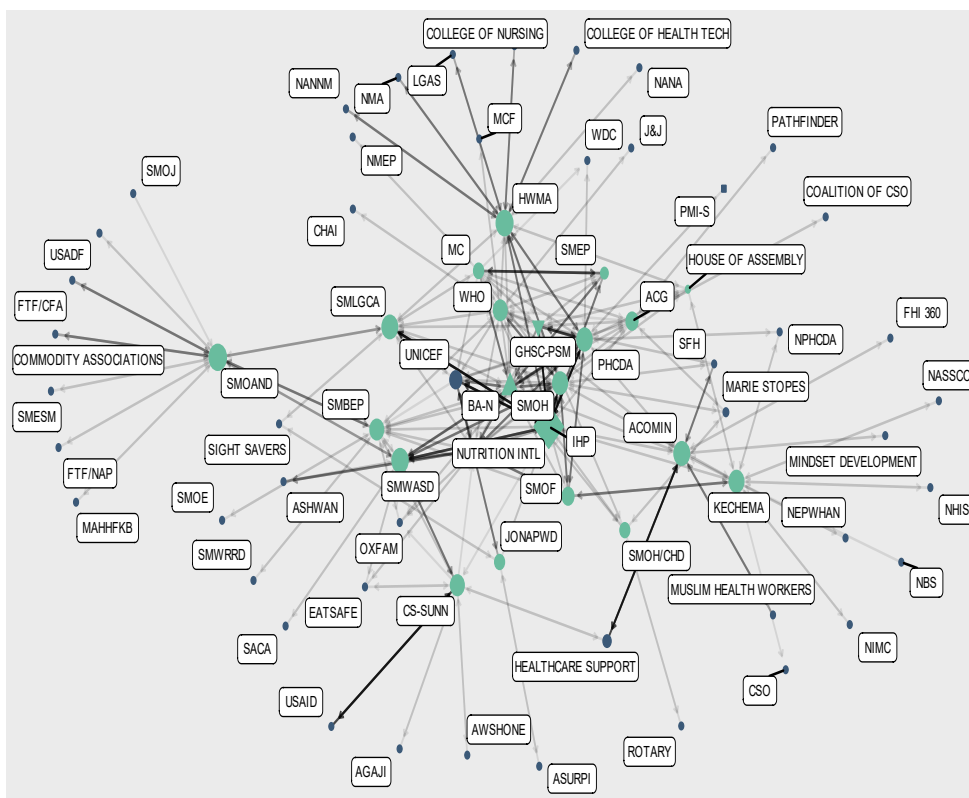 COLLEGE OF NURSING
COLLEGE OF HEALTH TECH
NANNM
NMA
LGAS
NANA
MCF
WDC
J&J
PATHFINDER
NMEP
SMOJ
HWMA
PMI-S
COALITION OF CSO
CHAI
MC
SMEP
USADF
HOUSE OF ASSEMBLY
SMLGCA
WHO
ACG
FTF/CFA
FHI 360
UNICEF
GHSC-PSM
PHCDA
SFH
NPHCDA
COMMODITY ASSOCIATIONS
SMOAND
MARIE STOPES
NASSCO
SMESM
SMBEP
BA-N
SMOH
ACOMIN
SIGHT SAVERS
NUTRITION INTL
IHP
MINDSET DEVELOPMENT
FTF/NAP
SMOE
ASHWAN
SMWASD
SMOF
KECHEMA
NEPWHAN
NHIS
MAHHFKB
SMWRRD
OXFAM
JONAPWD
SMOH/CHD
NBS
EATSAFE
CS-SUNN
MUSLIM HEALTH WORKERS
SACA
HEALTHCARE SUPPORT
NIMC
USAID
CSO
AGAJI
AWSHONE
ASURPI
ROTARY